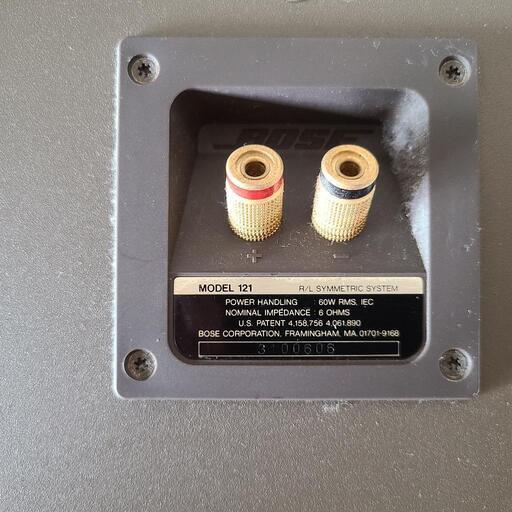 BOSE
+ −
MODEL 121 R/L SYMMETRIC SYSTEM
POWER HANDLING : 60W RMS, IEC
NOMINAL IMPEDANCE : 6 OHMS
U.S. PATENT 4,158,756 4,061,890
BOSE CORPORATION, FRAMINGHAM, MA. 01701-9168
3100606